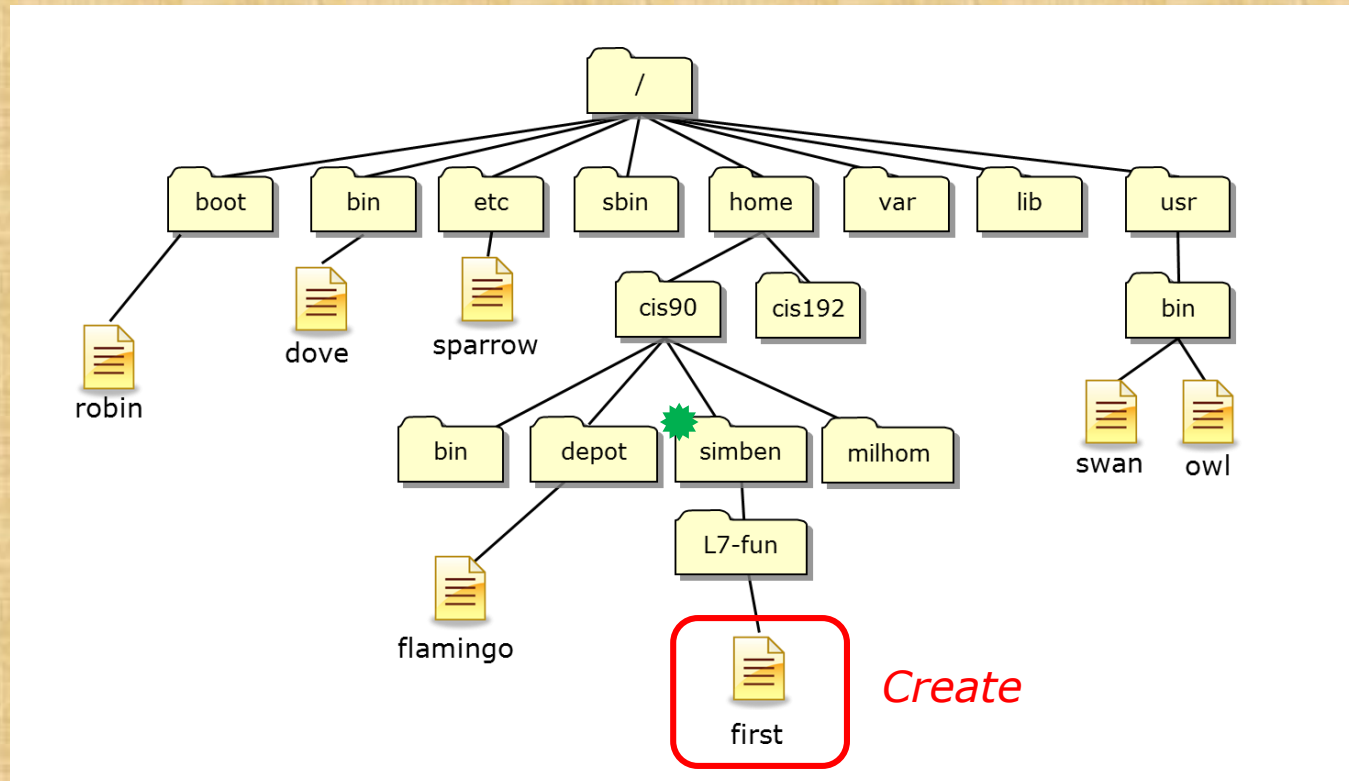 /
boot bin etc sbin home var lib usr
cis90 cis192 bin
dove sparrow
robin
bin depot simben milhom
swan owl
L7-fun
flamingo
Create
first